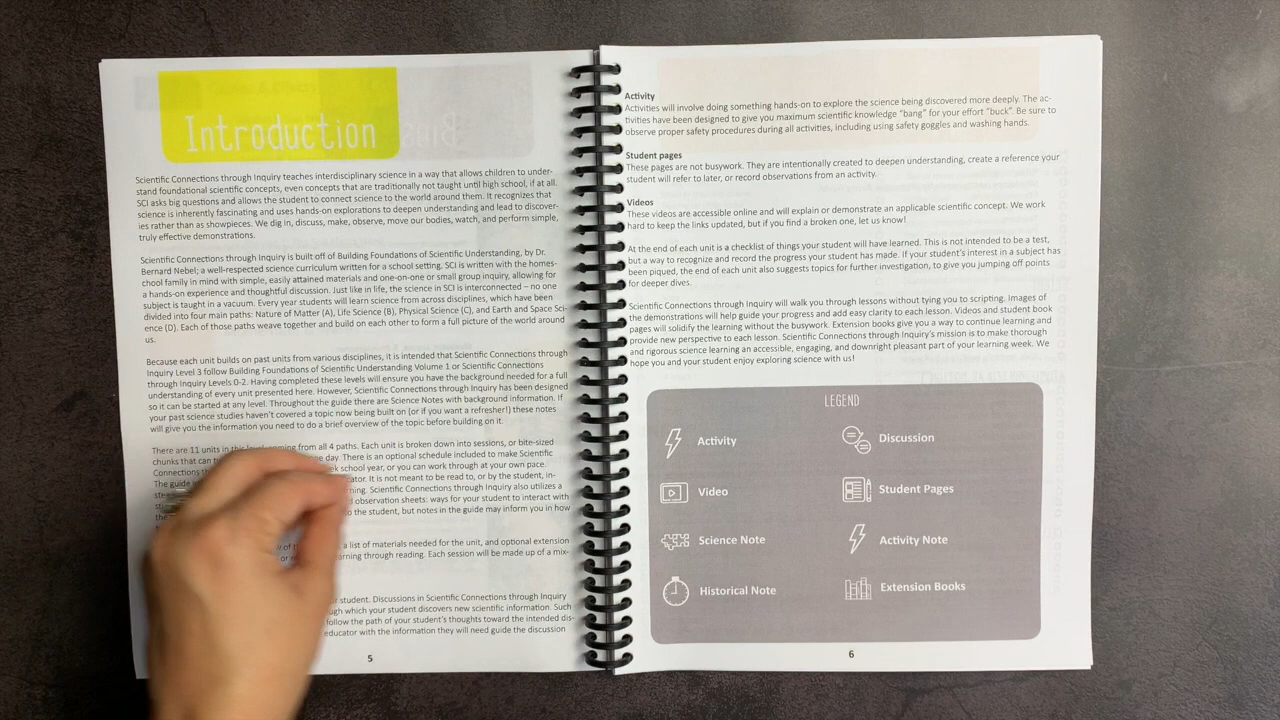 Introduction
Scientific Connections through Inquiry teaches interdisciplinary science in a way that allows children to under-
stand foundational scientific concepts, even concepts that are traditionally not taught until high school, if at all.
SCI asks big questions and allows the student to connect science to the world around them. It recognizes that
science is inherently fascinating and uses hands-on explorations to deepen understanding and lead to discover-
ies rather than as showpieces. We dig in, discuss, make, observe, move our bodies, watch, and perform simple,
truly effective demonstrations.
Scientific Connections through Inquiry is built off of Building Foundations of Scientific Understanding, by Dr.
Bernard Nebel; a well-respected science curriculum written for a school setting. SCI is written with the homes-
chool family in mind with simple, easily attained materials and one-on-one or small group inquiry, allowing for
a hands-on experience and thoughtful discussion. Just like in life, the science in SCI is interconnected – no one
subject is taught in a vacuum. Every year students will learn science from across disciplines, which have been
divided into four main paths: Nature of Matter (A), Life Science (B), Physical Science (C), and Earth and Space Sci-
ence (D). Each of those paths weave together and build on each other to form a full picture of the world around
us.
Because each unit builds on past units from various disciplines, it is intended that Scientific Connections through
Inquiry Level 3 follow Building Foundations of Scientific Understanding Volume 1 or Scientific Connections
through Inquiry Levels 0-2. Having completed these levels will ensure you have the background needed for a full
understanding of every unit presented here. However, Scientific Connections through Inquiry has been designed
so it can be started at any level. Throughout the guide there are Science Notes with background information. If
your past science studies haven't covered a topic now being built on (or if you want a refresher!) these notes
will give you the information you need to do a brief overview of the topic before building on it.
There are 11 units in this from all 4 paths. Each unit is broken down into sessions, or bite-sized
chunks that can day. There is an optional schedule included to make Scientific
Connections school year, or you can work through at your own pace.
The guide It is not meant to be read to, or by the student, in-
Scientific Connections through Inquiry also utilizes a
observation sheets: ways for your student to interact with
the student, but notes in the guide may inform you in how
a list of materials needed for the unit, and optional extension
through reading. Each session will be made up of a mix-
student. Discussions in Scientific Connections through Inquiry
which your student discovers new scientific information. Such
follow the path of your student's thoughts toward the intended dis-
educator with the information they will need guide the discussion
5
Activity
Activities will involve doing something hands-on to explore the science being discovered more deeply. The ac-
tivities have been designed to give you maximum scientific knowledge "bang" for your effort "buck". Be sure to
observe proper safety procedures during all activities, including using safety goggles and washing hands.
Student pages
These pages are not busywork. They are intentionally created to deepen understanding, create a reference your
student will refer to later, or record observations from an activity.
Videos
These videos are accessible online and will explain or demonstrate an applicable scientific concept. We work
hard to keep the links updated, but if you find a broken one, let us know!
At the end of each unit is a checklist of things your student will have learned. This is not intended to be a test,
but a way to recognize and record the progress your student has made. If your student's interest in a subject has
been piqued, the end of each unit also suggests topics for further investigation, to give you jumping off points
for deeper dives.
Scientific Connections through Inquiry will walk you through lessons without tying you to scripting. Images of
the demonstrations will help guide your progress and add easy clarity to each lesson. Videos and student book
pages will solidify the learning without the busywork. Extension books give you a way to continue learning and
provide new perspective to each lesson. Scientific Connections through Inquiry's mission is to make thorough
and rigorous science learning an accessible, engaging, and downright pleasant part of your learning week. We
hope you and your student enjoy exploring science with us!
LEGEND
Activity
Discussion
Video
Student Pages
Science Note
Activity Note
Historical Note
Extension Books
6